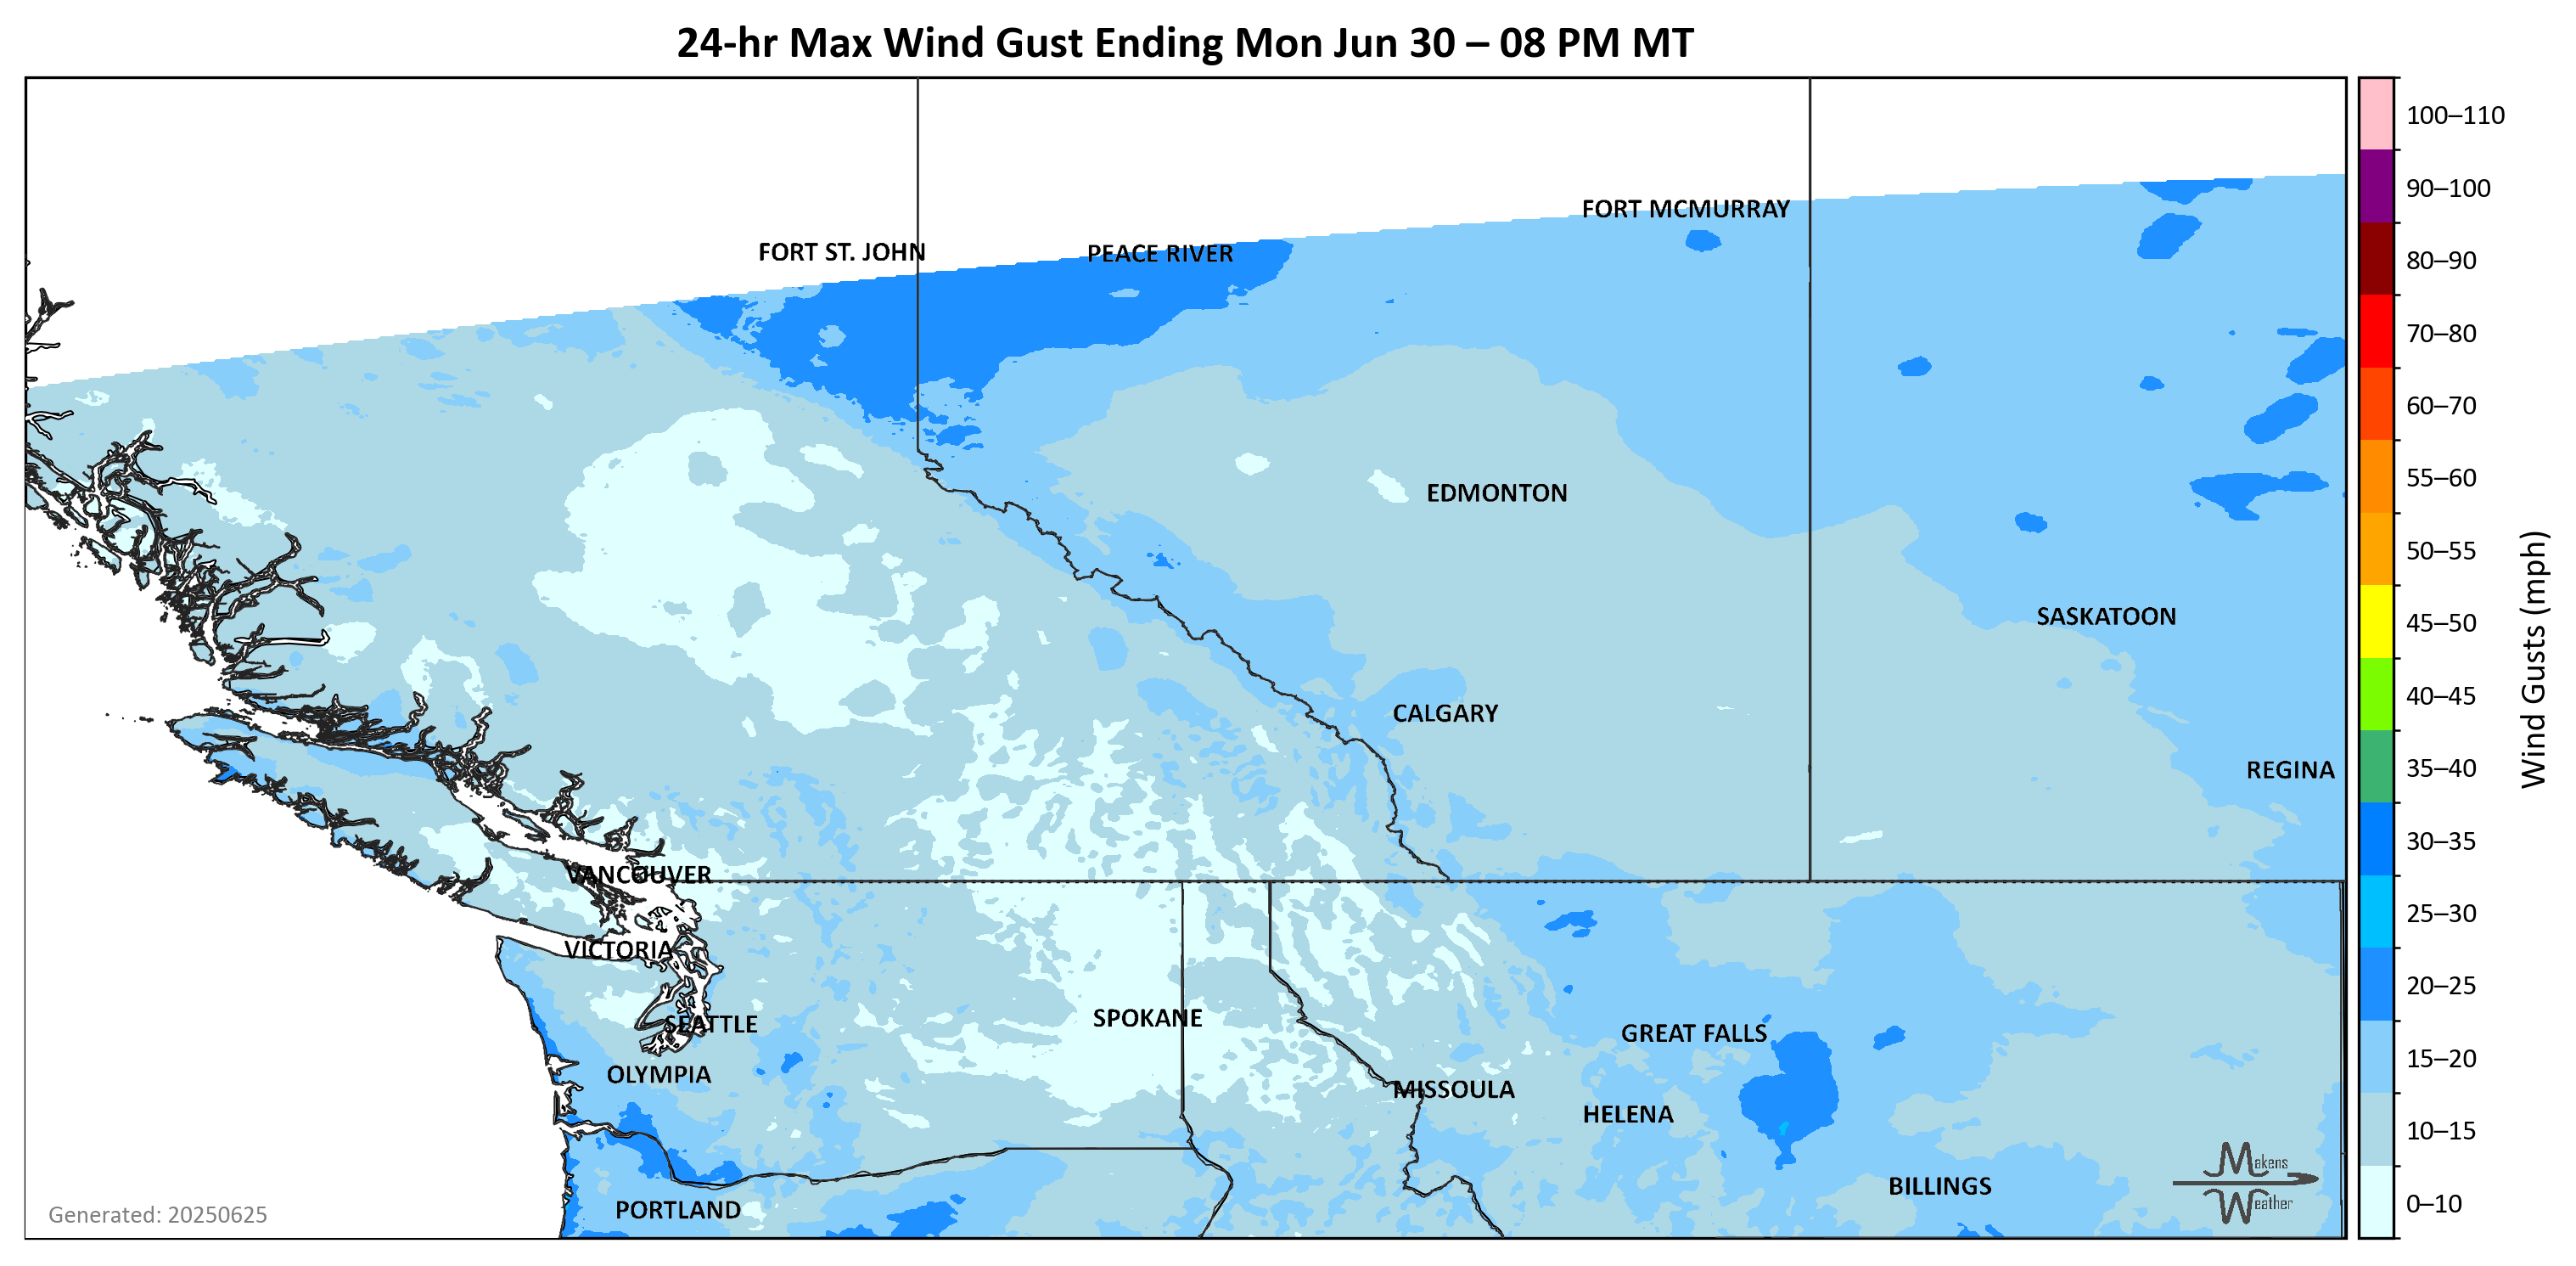 24-hr Max Wind Gust Ending Mon Jun 30 – 08 PM MT
100–110
90–100
80–90
70–80
60–70
55–60
50–55
45–50
40–45
35–40
30–35
25–30
20–25
15–20
10–15
0–10
Wind Gusts (mph)
FORT MCMURRAY
FORT ST. JOHN
PEACE RIVER
EDMONTON
SASKATOON
CALGARY
REGINA
VANCOUVER
VICTORIA
SEATTLE
SPOKANE
GREAT FALLS
OLYMPIA
MISSOULA
HELENA
BILLINGS
PORTLAND
Makens
Weather
Generated: 20250625